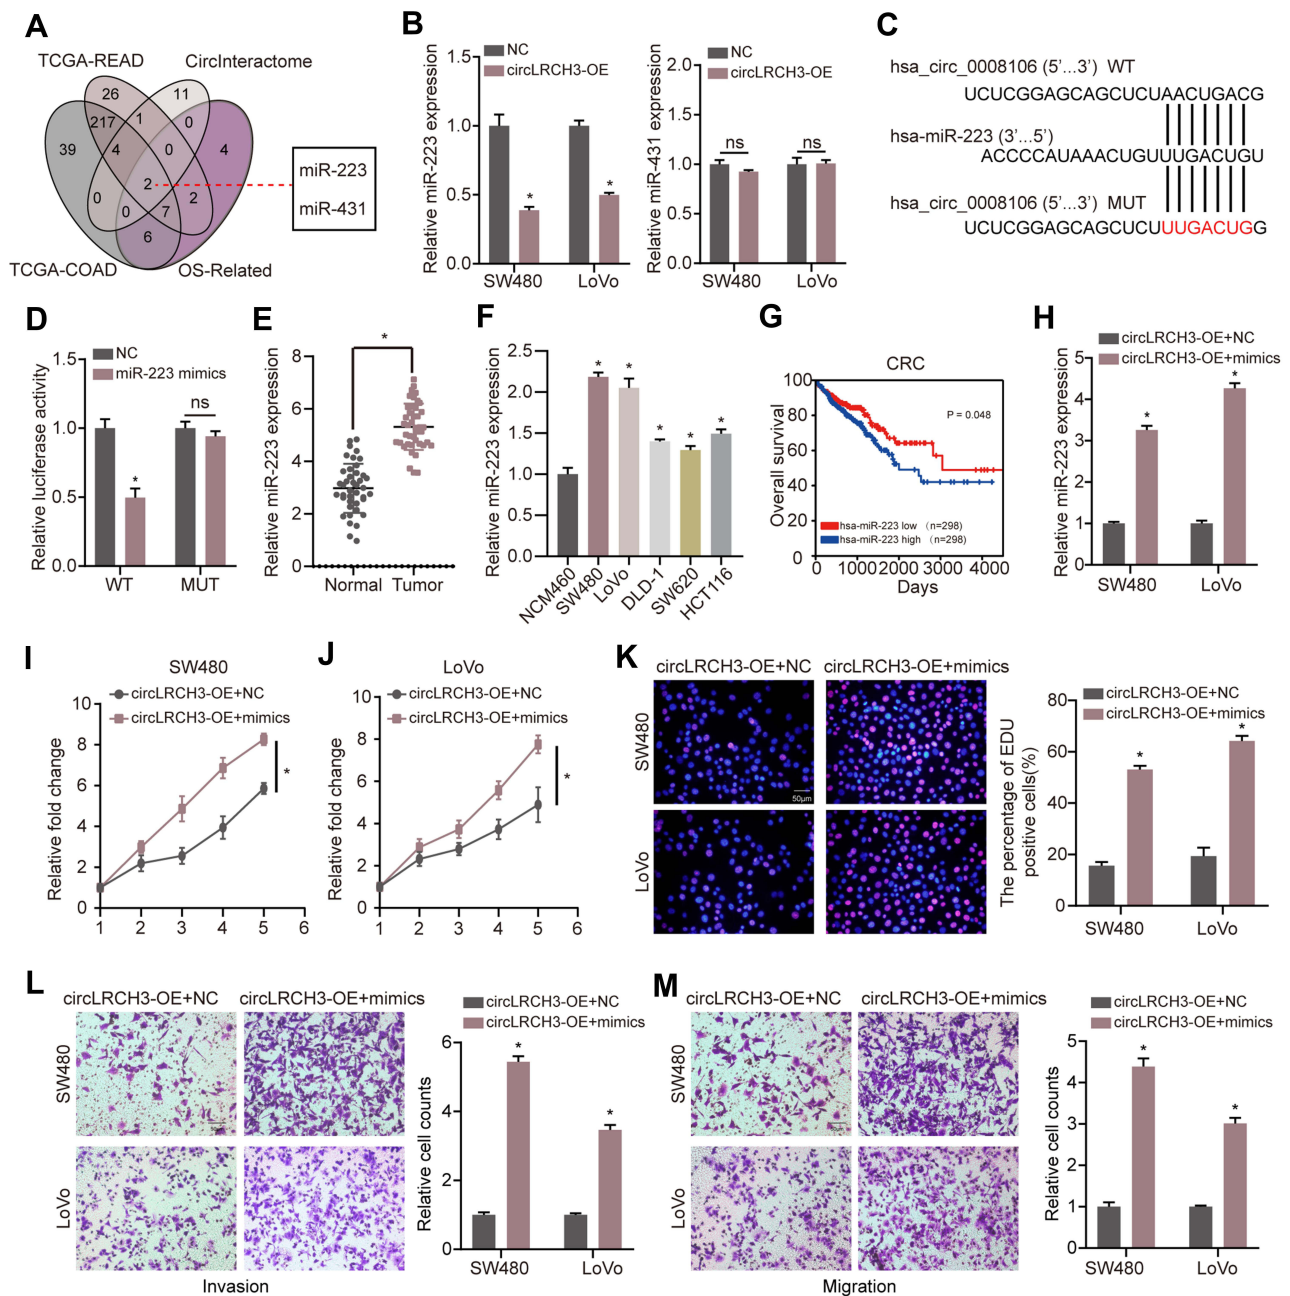 A
TCGA-READ
CircInteractome
26
11
217
1
0
39
4
0
4
2
0
0
7
2
6
miR-223
miR-431
TCGA-COAD
OS-Related
B
NC
circLRCH3-OE
Relative miR-223 expression
1.5
1.0
0.5
0.0
*
*
SW480
LoVo
NC
circLRCH3-OE
Relative miR-431 expression
2.0
1.5
1.0
0.5
0.0
ns
ns
SW480
LoVo
C
hsa_circ_0008106 (5’...3’) WT
UCUCGGAGCAGCUCUAACUGACG
hsa-miR-223 (3’...5’)
ACCCCAUAAACUGUUUGACUGU
hsa_circ_0008106 (5’...3’) MUT
UCUCGGAGCAGCUCUUUGACUGG
D
NC
miR-223 mimics
Relative luciferase activity
1.5
1.0
0.5
0.0
*
ns
WT
MUT
E
Relative miR-223 expression
8
6
4
2
0
*
Normal
Tumor
F
Relative miR-223 expression
2.5
2.0
1.5
1.0
0.5
0.0
*
*
*
*
*
NCM460
SW480
LoVo
DLD-1
SW620
HCT116
G
CRC
Overall survival
100
80
60
40
20
0
P = 0.048
hsa-miR-223 low (n=298)
hsa-miR-223 high (n=298)
0
1000
2000
3000
4000
Days
H
circLRCH3-OE+NC
circLRCH3-OE+mimics
Relative miR-223 expression
5
4
3
2
1
0
*
*
SW480
LoVo
I
SW480
circLRCH3-OE+NC
circLRCH3-OE+mimics
Relative fold change
10
8
6
4
2
0
*
1
2
3
4
5
6
J
LoVo
circLRCH3-OE+NC
circLRCH3-OE+mimics
Relative fold change
10
8
6
4
2
0
*
1
2
3
4
5
6
K
circLRCH3-OE+NC
circLRCH3-OE+mimics
SW480
LoVo
50μm
circLRCH3-OE+NC
circLRCH3-OE+mimics
The percentage of EDU
positive cells(%)
80
60
40
20
0
*
*
SW480
LoVo
L
circLRCH3-OE+NC
circLRCH3-OE+mimics
SW480
LoVo
Invasion
circLRCH3-OE+NC
circLRCH3-OE+mimics
Relative cell counts
6
4
2
0
*
*
SW480
LoVo
M
circLRCH3-OE+NC
circLRCH3-OE+mimics
SW480
LoVo
Migration
circLRCH3-OE+NC
circLRCH3-OE+mimics
Relative cell counts
5
4
3
2
1
0
*
*
SW480
LoVo